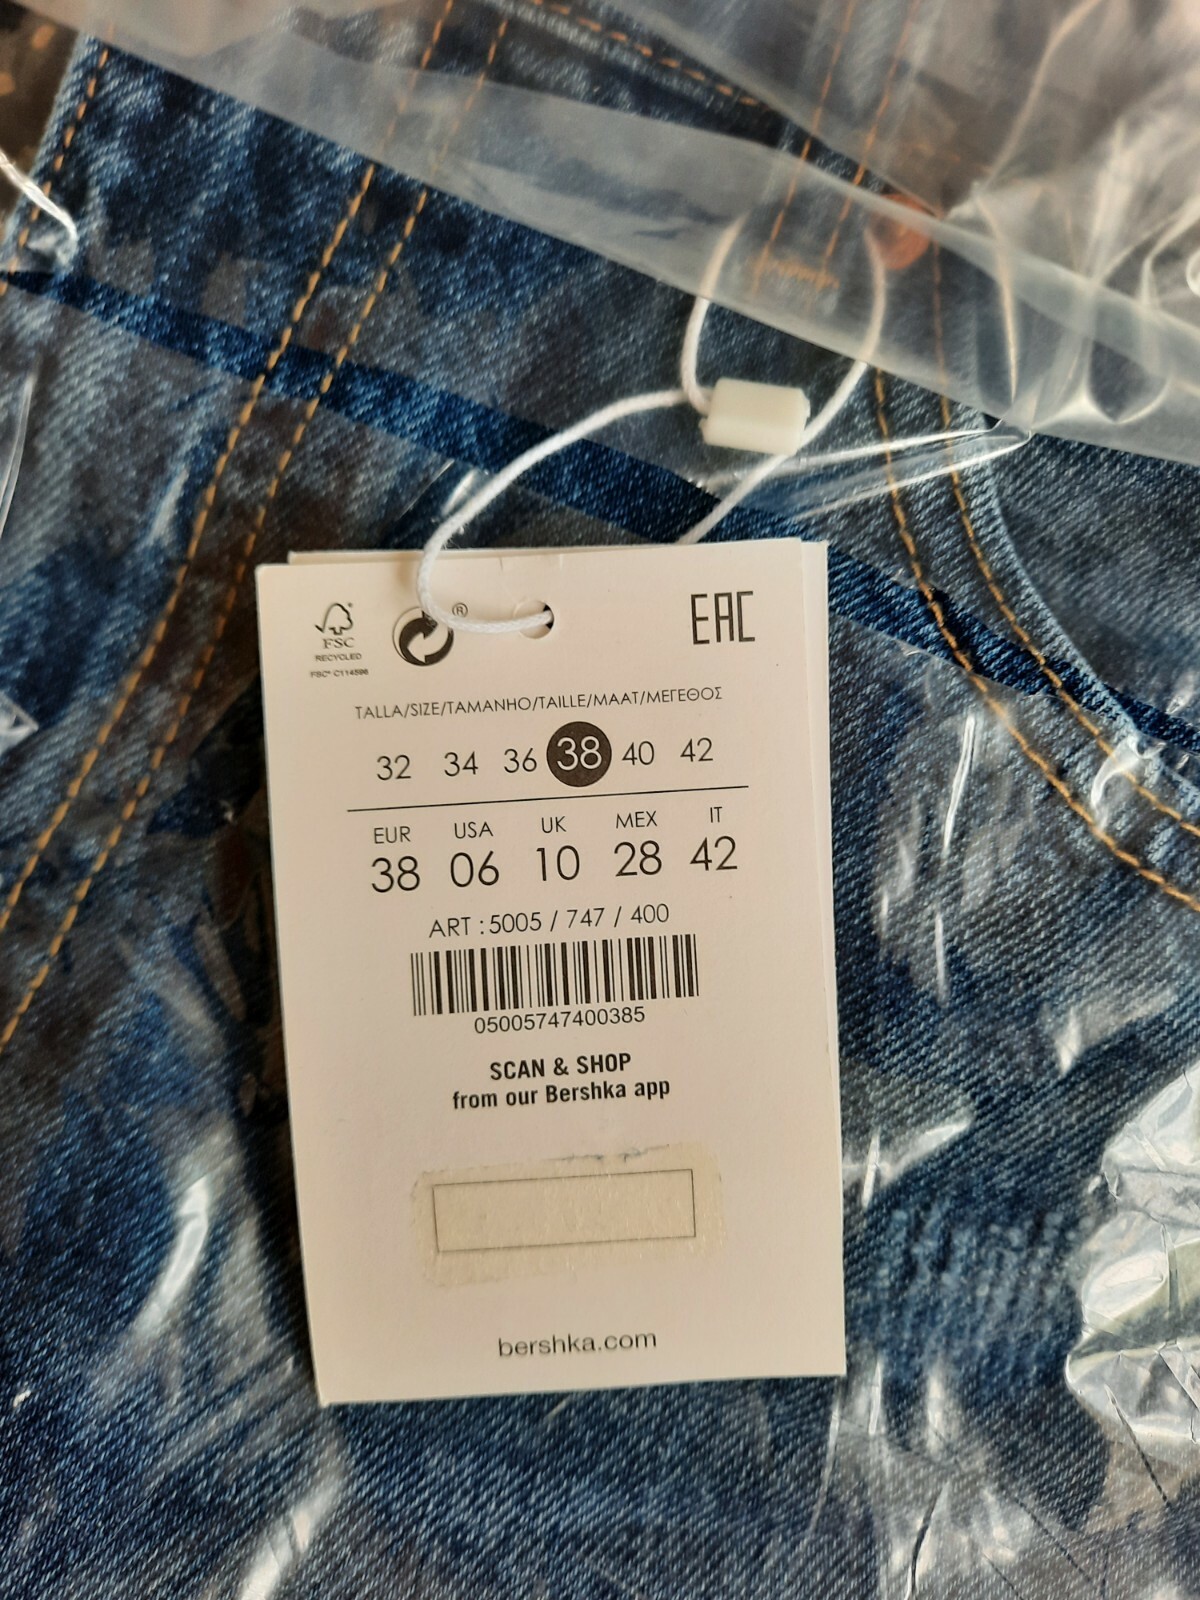 FSC
RECYCLED
FSC® C114598
®
EAC
TALLA/SIZE/TAMANHO/TAILLE/MAAT/ΜΕΓΕΘΟΣ
32 34 36 38 40 42
EUR USA UK MEX IT
38 06 10 28 42
ART : 5005 / 747 / 400
05005747400385
SCAN & SHOP
from our Bershka app
bershka.com